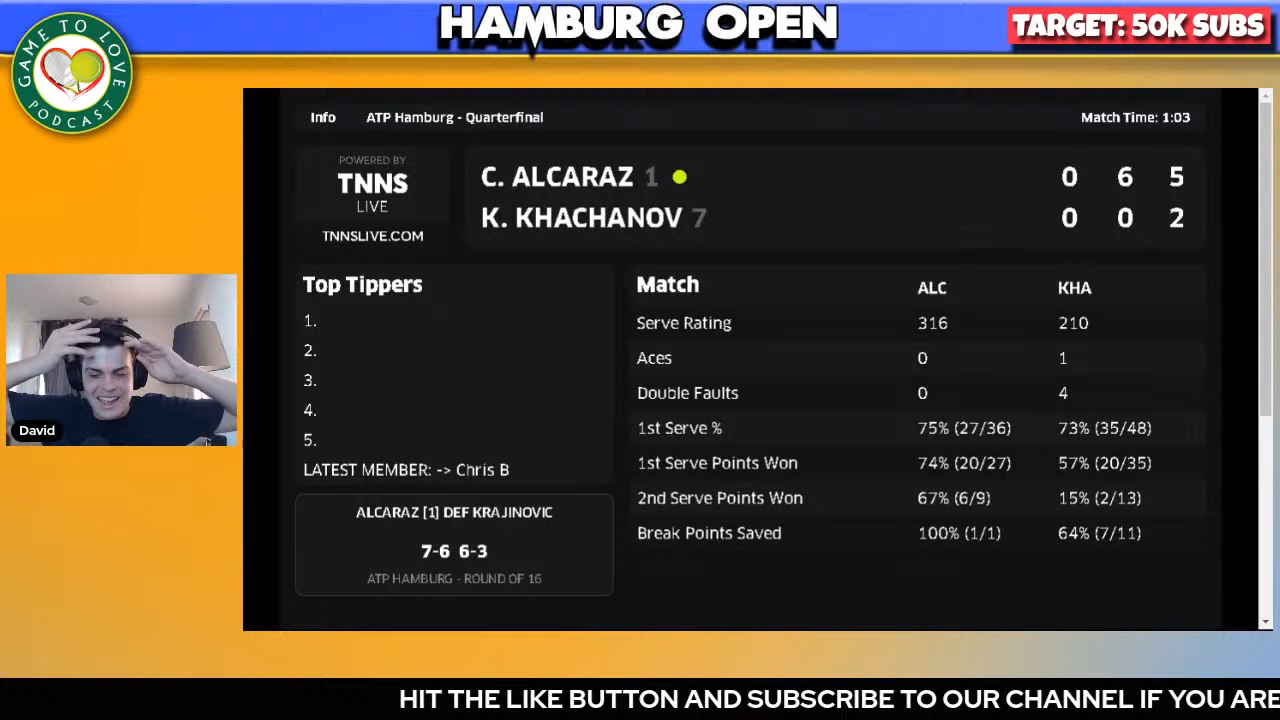 GAME TO LOVE
PODCAST
HAMBURG OPEN
TARGET: 50K SUBS
Info ATP Hamburg - Quarterfinal Match Time: 1:03
POWERED BY
TNNS
LIVE
TNNSLIVE.COM
C. ALCARAZ 1 0 6 5
K. KHACHANOV 7 0 0 2
Top Tippers
1.
2.
3.
4.
5.
LATEST MEMBER: -> Chris B
ALCARAZ [1] DEF KRAJINOVIC
7-6 6-3
ATP HAMBURG - ROUND OF 16
Match ALC KHA
Serve Rating 316 210
Aces 0 1
Double Faults 0 4
1st Serve % 75% (27/36) 73% (35/48)
1st Serve Points Won 74% (20/27) 57% (20/35)
2nd Serve Points Won 67% (6/9) 15% (2/13)
Break Points Saved 100% (1/1) 64% (7/11)
David
HIT THE LIKE BUTTON AND SUBSCRIBE TO OUR CHANNEL IF YOU ARE